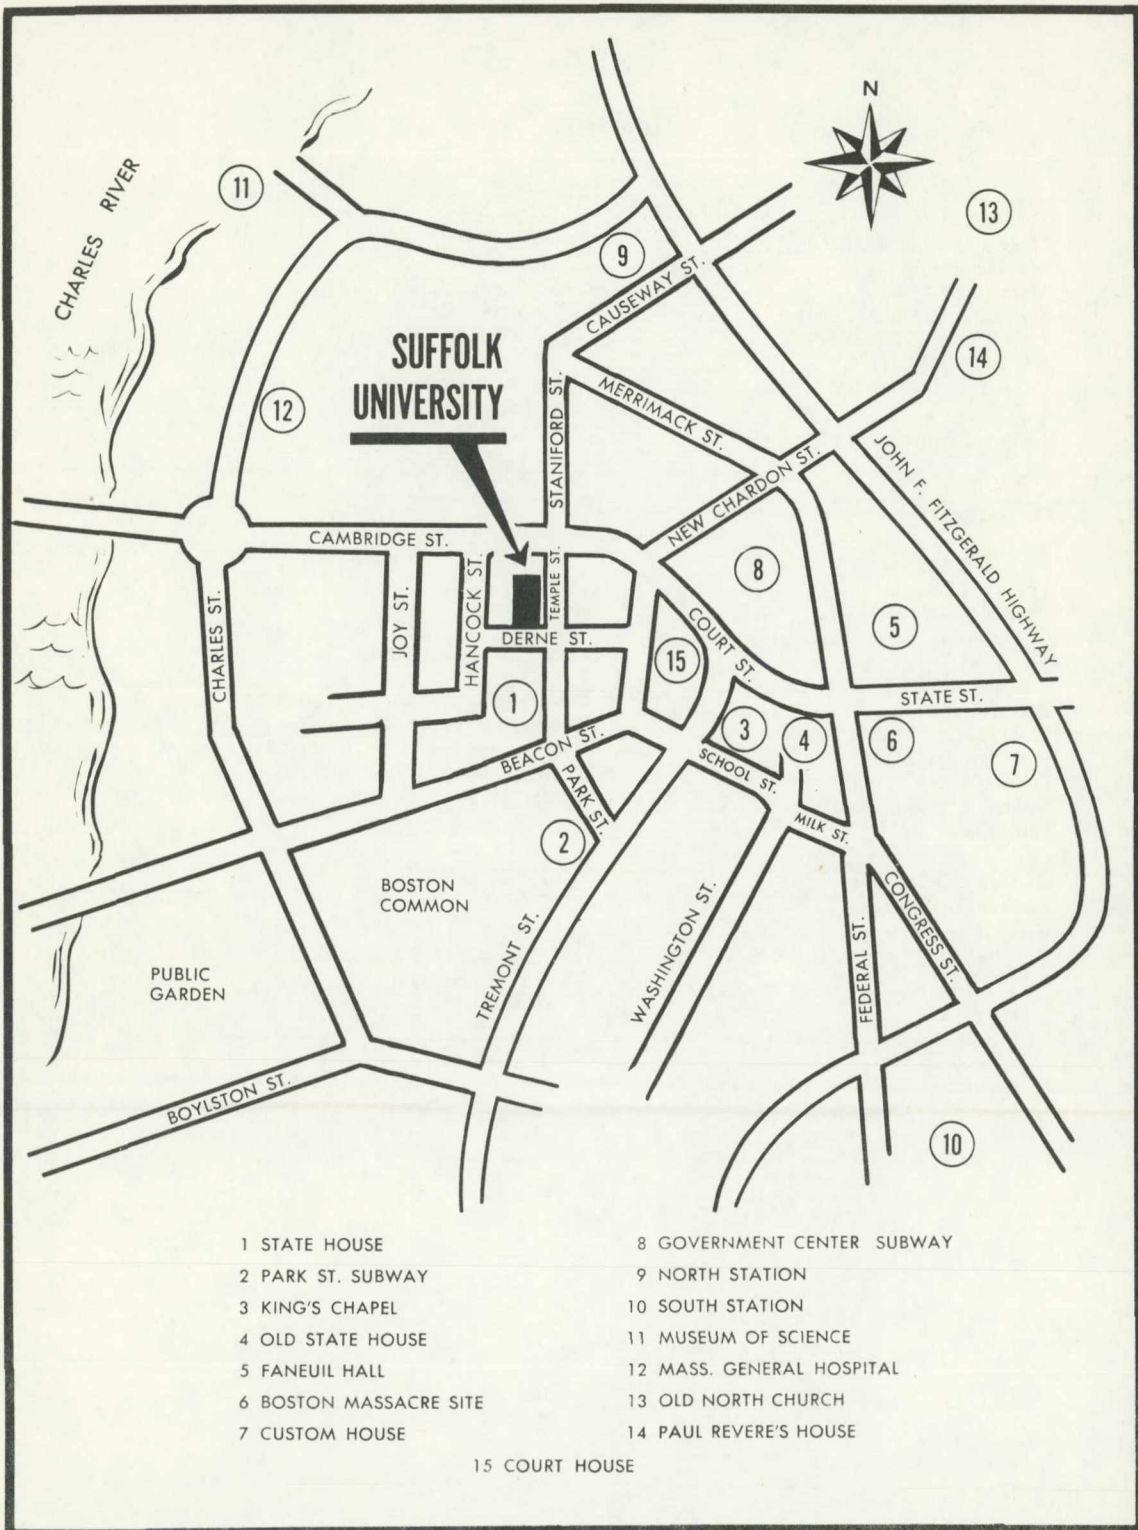 N
CHARLES RIVER
11
13
9
CAUSEWAY ST.
SUFFOLK
UNIVERSITY
14
12
STANIFORD ST.
MERRIMACK ST.
NEW CHARDON ST.
JOHN F. FITZGERALD HIGHWAY
CAMBRIDGE ST.
8
CHARLES ST.
JOY ST.
HANCOCK ST.
TEMPLE ST.
DERNE ST.
COURT ST.
5
15
1
STATE ST.
3
4
6
7
BEACON ST.
SCHOOL ST.
PARK ST.
2
MILK ST.
BOSTON
COMMON
TREMONT ST.
WASHINGTON ST.
FEDERAL ST.
CONGRESS ST.
PUBLIC
GARDEN
BOYLSTON ST.
10
1 STATE HOUSE
2 PARK ST. SUBWAY
3 KING'S CHAPEL
4 OLD STATE HOUSE
5 FANEUIL HALL
6 BOSTON MASSACRE SITE
7 CUSTOM HOUSE
8 GOVERNMENT CENTER SUBWAY
9 NORTH STATION
10 SOUTH STATION
11 MUSEUM OF SCIENCE
12 MASS. GENERAL HOSPITAL
13 OLD NORTH CHURCH
14 PAUL REVERE'S HOUSE
15 COURT HOUSE